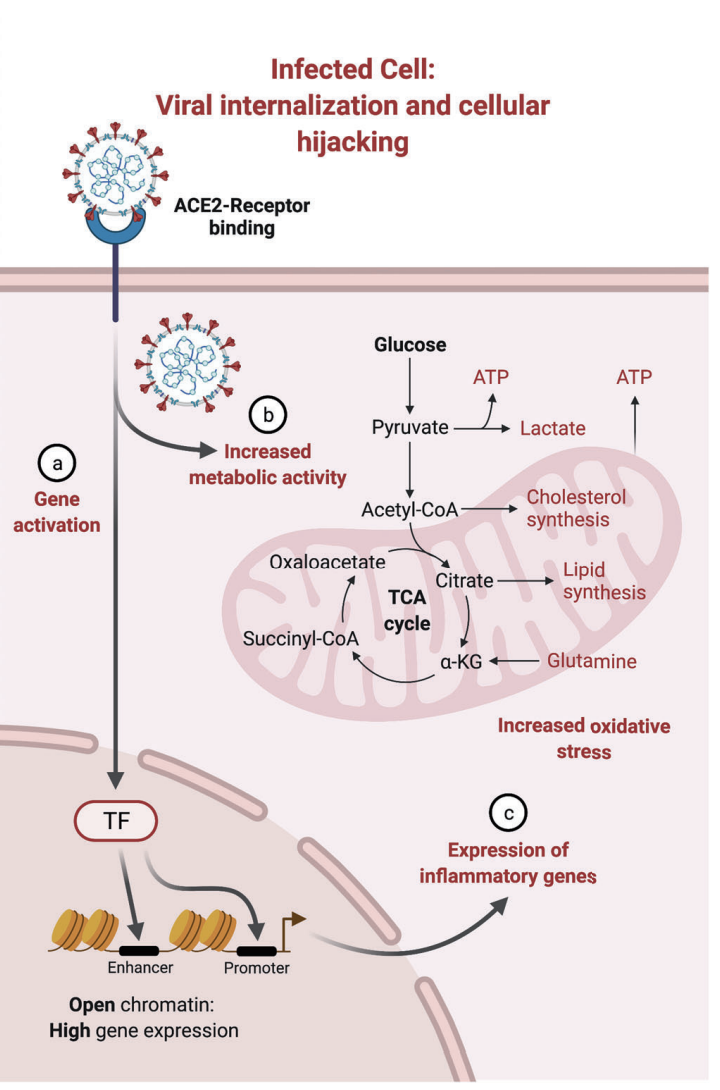 Infected Cell:
Viral internalization and cellular
hijacking
ACE2-Receptor
binding
Glucose
ATP
ATP
b
Pyruvate
Lactate
Increased
metabolic activity
a
Gene
activation
Acetyl-CoA
Cholesterol
synthesis
Oxaloacetate
Citrate
Lipid
synthesis
TCA
cycle
Succinyl-CoA
α-KG
Glutamine
Increased oxidative
stress
TF
c
Expression of
inflammatory genes
Enhancer
Promoter
Open chromatin:
High gene expression